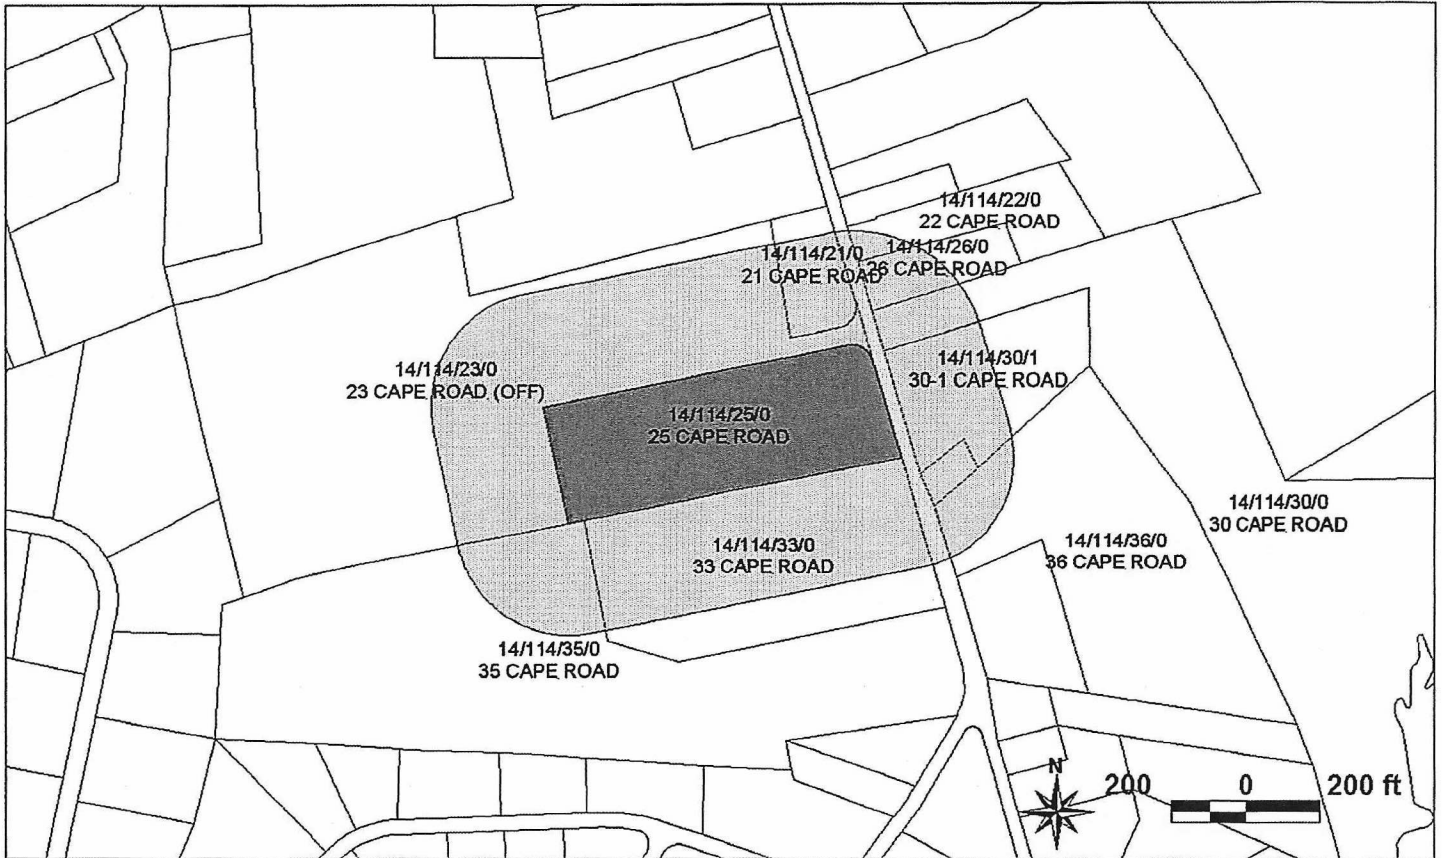 14/114/22/0
22 CAPE ROAD
14/114/21/0
21 CAPE ROAD
14/114/26/0
26 CAPE ROAD
14/114/23/0
23 CAPE ROAD (OFF)
14/114/30/1
30-1 CAPE ROAD
14/114/25/0
25 CAPE ROAD
14/114/30/0
30 CAPE ROAD
14/114/33/0
33 CAPE ROAD
14/114/36/0
36 CAPE ROAD
14/114/35/0
35 CAPE ROAD
N
200 0 200 ft